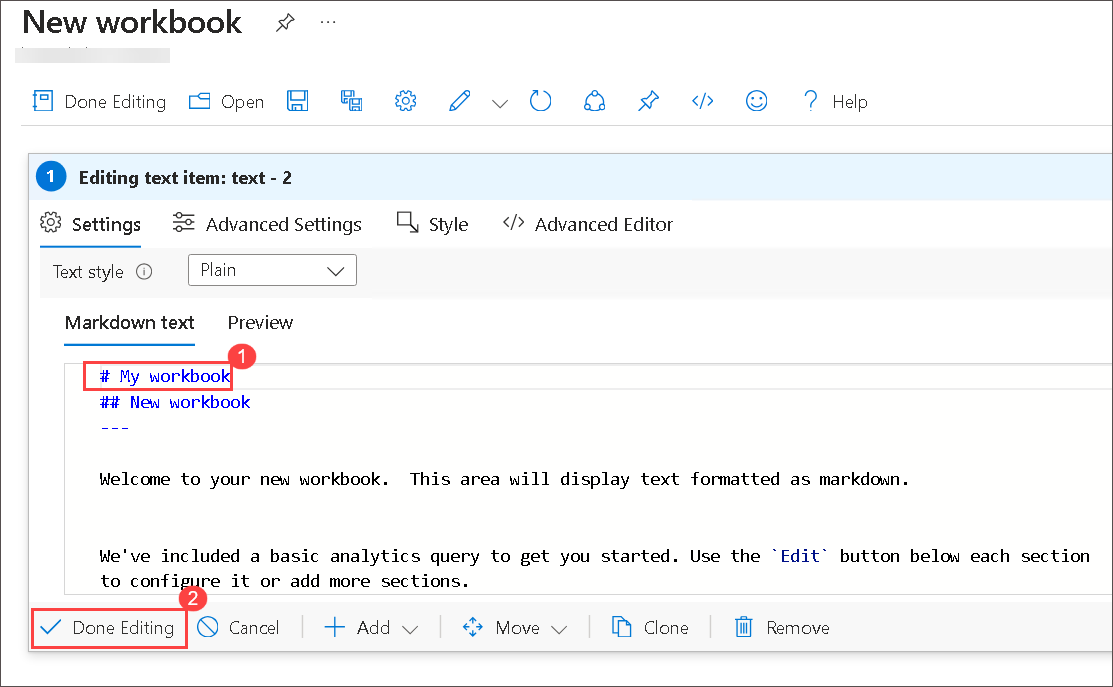 New workbook ...
Done Editing Open </> ? Help
1 Editing text item: text - 2
Settings Advanced Settings Style </> Advanced Editor
Text style i Plain
Markdown text Preview
1
# My workbook
## New workbook
---
Welcome to your new workbook.  This area will display text formatted as markdown.
We've included a basic analytics query to get you started. Use the `Edit` button below each section
to configure it or add more sections.
2
Done Editing Cancel Add Move Clone Remove